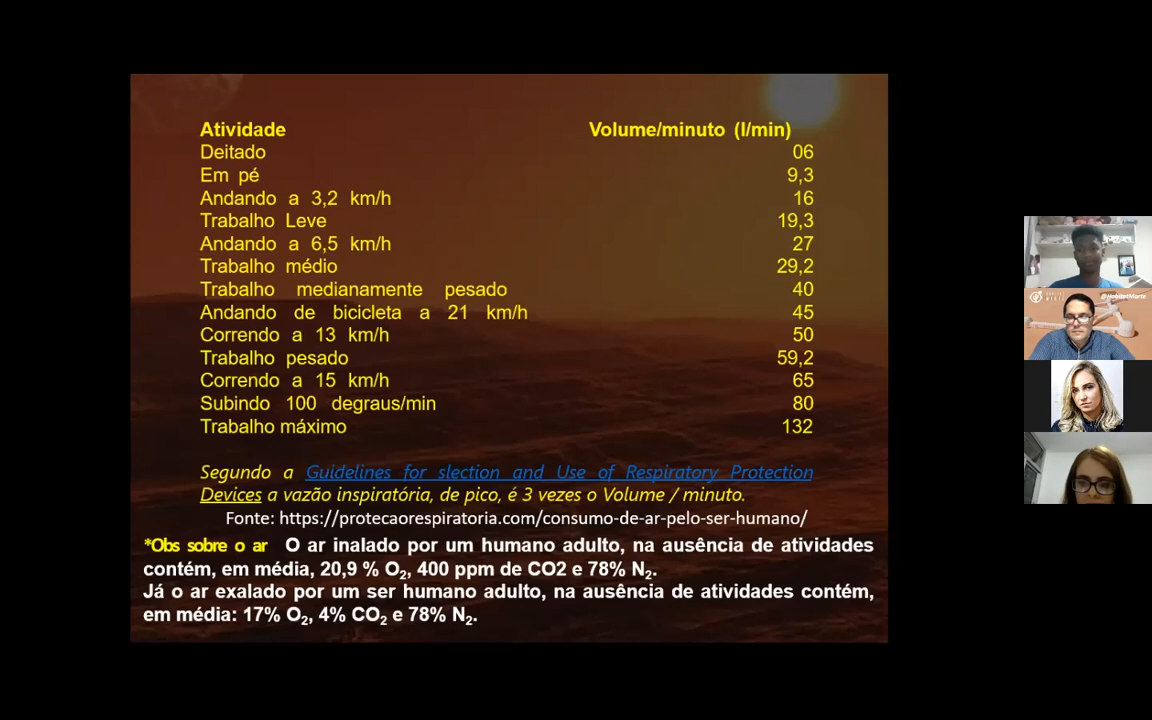 Atividade Volume/minuto (l/min)
Deitado 06
Em pé 9,3
Andando a 3,2 km/h 16
Trabalho Leve 19,3
Andando a 6,5 km/h 27
Trabalho médio 29,2
Trabalho medianamente pesado 40
Andando de bicicleta a 21 km/h 45
Correndo a 13 km/h 50
Trabalho pesado 59,2
Correndo a 15 km/h 65
Subindo 100 degraus/min 80
Trabalho máximo 132
Segundo a Guidelines for slection and Use of Respiratory Protection
Devices a vazão inspiratória, de pico, é 3 vezes o Volume / minuto.
Fonte: https://protecaorespiratoria.com/consumo-de-ar-pelo-ser-humano/
*Obs sobre o ar O ar inalado por um humano adulto, na ausência de atividades
contém, em média, 20,9 % O₂, 400 ppm de CO2 e 78% N₂.
Já o ar exalado por um ser humano adulto, na ausência de atividades contém,
em média: 17% O₂, 4% CO₂ e 78% N₂.
@HabitatMarte